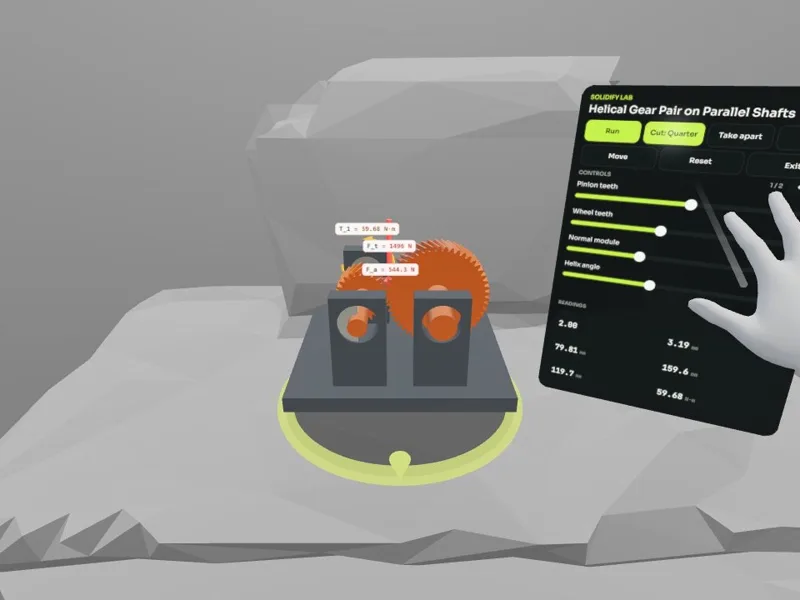 SOLIDIFY LAB
Helical Gear Pair on Parallel Shafts
Run
Cut: Quarter
Take apart
Move
Reset
Exit
CONTROLS
1/2
Pinion teeth
Wheel teeth
Normal module
Helix angle
READINGS
2.00
3.19
79.81
159.6
119.7
59.68 N·m
T_1 = 59.68 N·m
F_t = 1496 N
F_a = 544.3 N